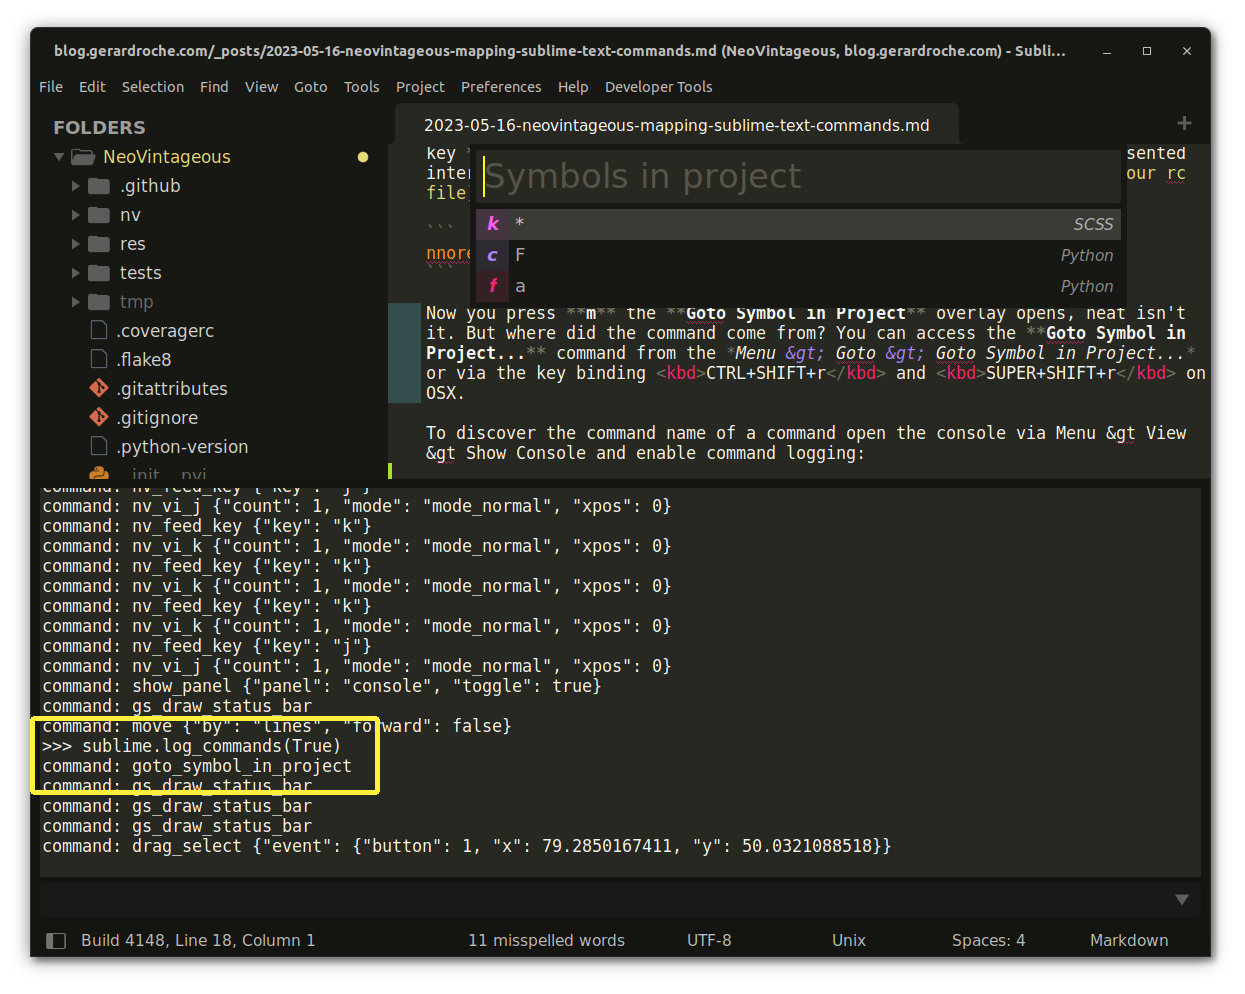 blog.gerardroche.com/_posts/2023-05-16-neovintageous-mapping-sublime-text-commands.md (NeoVintageous, blog.gerardroche.com) - Subli...
File Edit Selection Find View Goto Tools Project Preferences Help Developer Tools
FOLDERS
NeoVintageous
.github
nv
res
tests
tmp
.coveragerc
.flake8
.gitattributes
.gitignore
.python-version
2023-05-16-neovintageous-mapping-sublime-text-commands.md
+
key * sented
inter our rc
file
```
nnore
```
Symbols in project
k * SCSS
c F Python
f a Python
Now you press **m** the **Goto Symbol in Project** overlay opens, neat isn't
it. But where did the command come from? You can access the **Goto Symbol in
Project...** command from the *Menu &gt; Goto &gt; Goto Symbol in Project...*
or via the key binding <kbd>CTRL+SHIFT+r</kbd> and <kbd>SUPER+SHIFT+r</kbd> on
OSX.
To discover the command name of a command open the console via Menu &gt View
&gt Show Console and enable command logging:
command: nv_feed_key {"key": "j"}
command: nv_vi_j {"count": 1, "mode": "mode_normal", "xpos": 0}
command: nv_feed_key {"key": "k"}
command: nv_vi_k {"count": 1, "mode": "mode_normal", "xpos": 0}
command: nv_feed_key {"key": "k"}
command: nv_vi_k {"count": 1, "mode": "mode_normal", "xpos": 0}
command: nv_feed_key {"key": "k"}
command: nv_vi_k {"count": 1, "mode": "mode_normal", "xpos": 0}
command: nv_feed_key {"key": "j"}
command: nv_vi_j {"count": 1, "mode": "mode_normal", "xpos": 0}
command: show_panel {"panel": "console", "toggle": true}
command: gs_draw_status_bar
command: move {"by": "lines", "forward": false}
>>> sublime.log_commands(True)
command: goto_symbol_in_project
command: gs_draw_status_bar
command: gs_draw_status_bar
command: gs_draw_status_bar
command: drag_select {"event": {"button": 1, "x": 79.2850167411, "y": 50.0321088518}}
Build 4148, Line 18, Column 1 11 misspelled words UTF-8 Unix Spaces: 4 Markdown